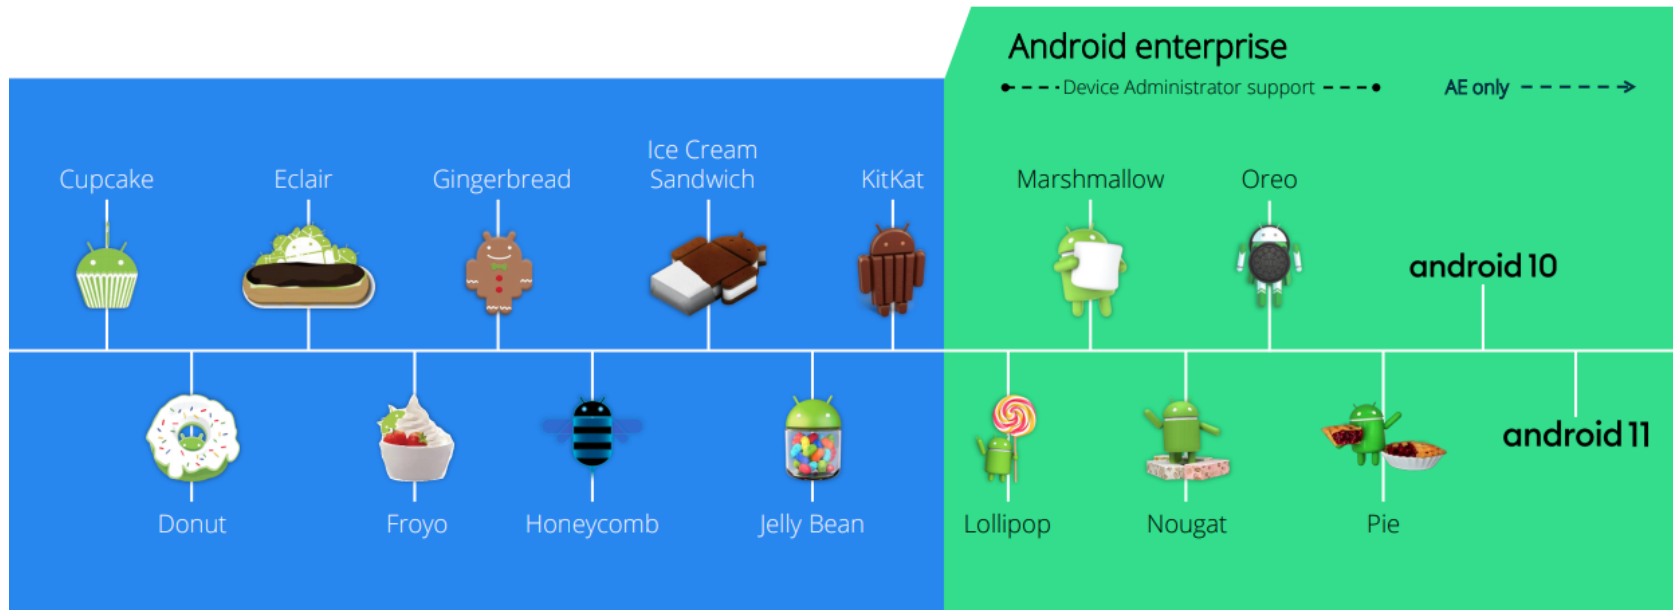 Android enterprise
Device Administrator support
AE only
Cupcake
Eclair
Gingerbread
Ice Cream
Sandwich
KitKat
Marshmallow
Oreo
android 10
Donut
Froyo
Honeycomb
Jelly Bean
Lollipop
Nougat
Pie
android 11